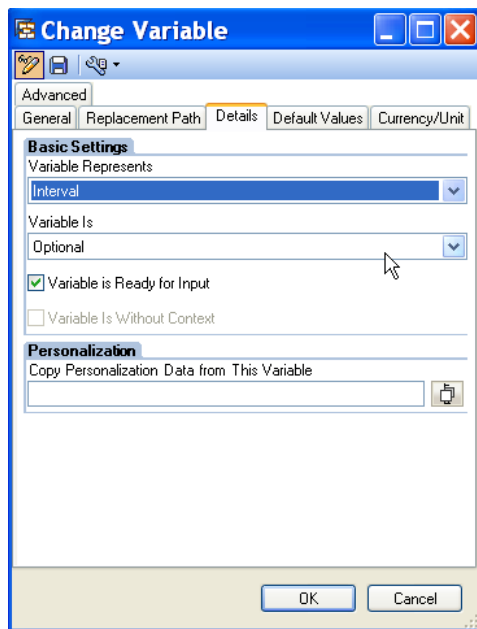 Change Variable
Advanced
General Replacement Path Details Default Values Currency/Unit
Basic Settings
Variable Represents
Interval
Variable Is
Optional
Variable is Ready for Input
Variable Is Without Context
Personalization
Copy Personalization Data from This Variable
OK Cancel